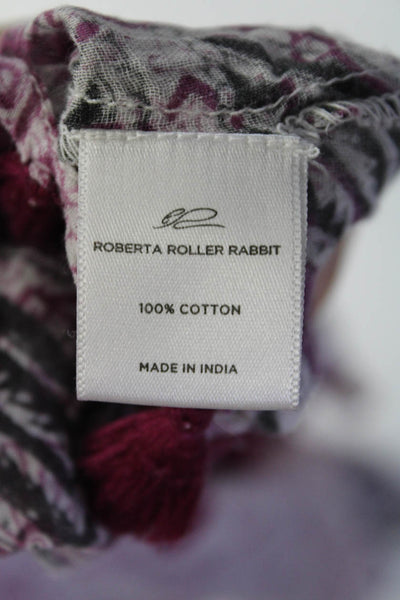 ROBERTA ROLLER RABBIT
100% COTTON
MADE IN INDIA